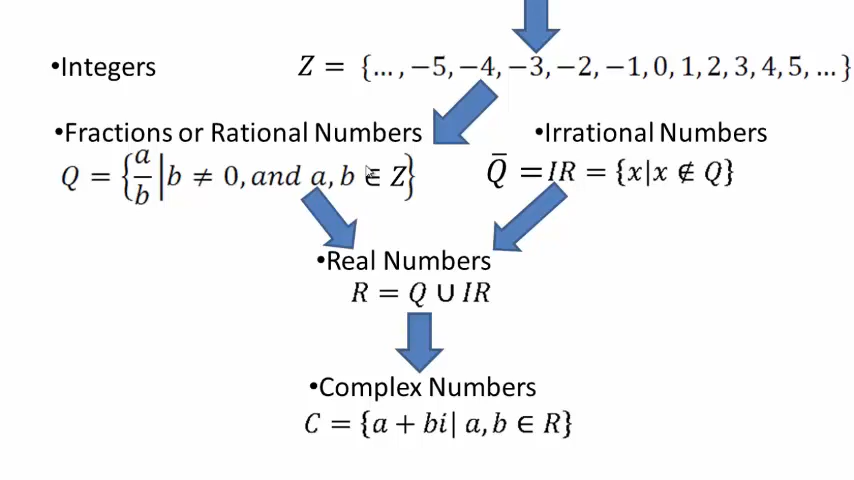 •Integers Z = {… , −5, −4, −3, −2, −1, 0, 1, 2, 3, 4, 5, … }
•Fractions or Rational Numbers •Irrational Numbers
Q = {a/b | b ≠ 0, and a, b ∈ Z} Q̄ = IR = {x|x ∉ Q}
•Real Numbers
R = Q ∪ IR
•Complex Numbers
C = {a + bi| a, b ∈ R}